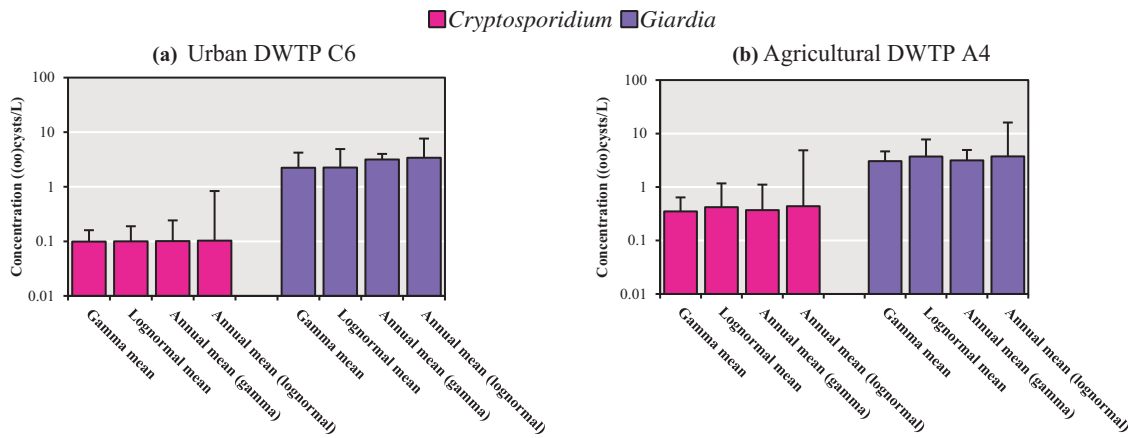 Cryptosporidium Giardia
(a) Urban DWTP C6
Concentration ((oo)cysts/L)
100
10
1
0.1
0.01
Gamma mean
Lognormal mean
Annual mean (gamma)
Annual mean (lognormal)
Gamma mean
Lognormal mean
Annual mean (gamma)
Annual mean (lognormal)
(b) Agricultural DWTP A4
Concentration ((oo)cysts/L)
100
10
1
0.1
0.01
Gamma mean
Lognormal mean
Annual mean (gamma)
Annual mean (lognormal)
Gamma mean
Lognormal mean
Annual mean (gamma)
Annual mean (lognormal)